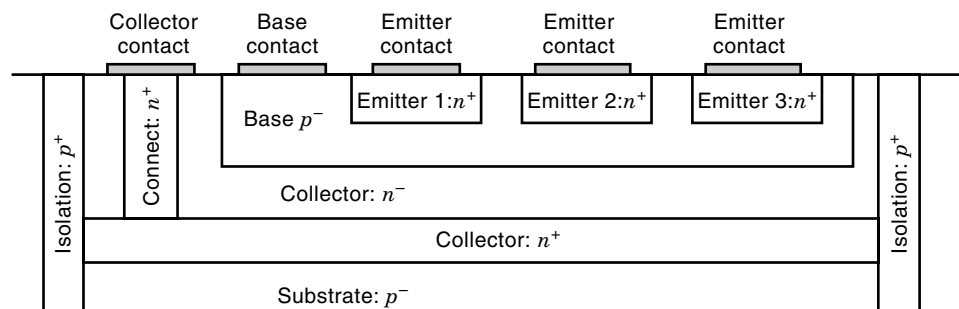 Collector
contact
Base
contact
Emitter
contact
Emitter
contact
Emitter
contact
Isolation: p⁺
Connect: n⁺
Base p⁻
Emitter 1:n⁺
Emitter 2:n⁺
Emitter 3:n⁺
Isolation: p⁺
Collector: n⁻
Collector: n⁺
Substrate: p⁻